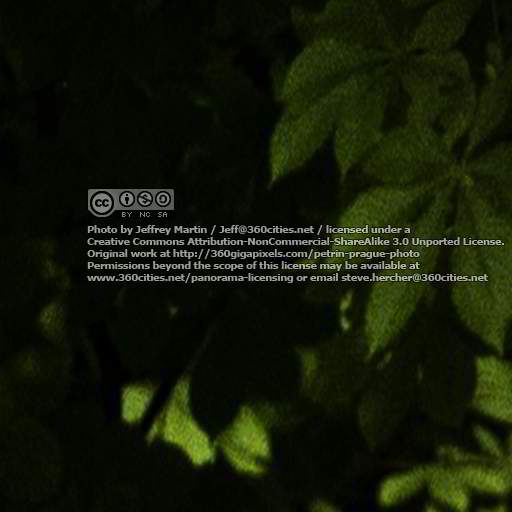 cc
BY NC SA
Photo by Jeffrey Martin / Jeff@360cities.net / licensed under a
Creative Commons Attribution-NonCommercial-ShareAlike 3.0 Unported License.
Original work at http://360gigapixels.com/petrin-prague-photo
Permissions beyond the scope of this license may be available at
www.360cities.net/panorama-licensing or email steve.hercher@360cities.net